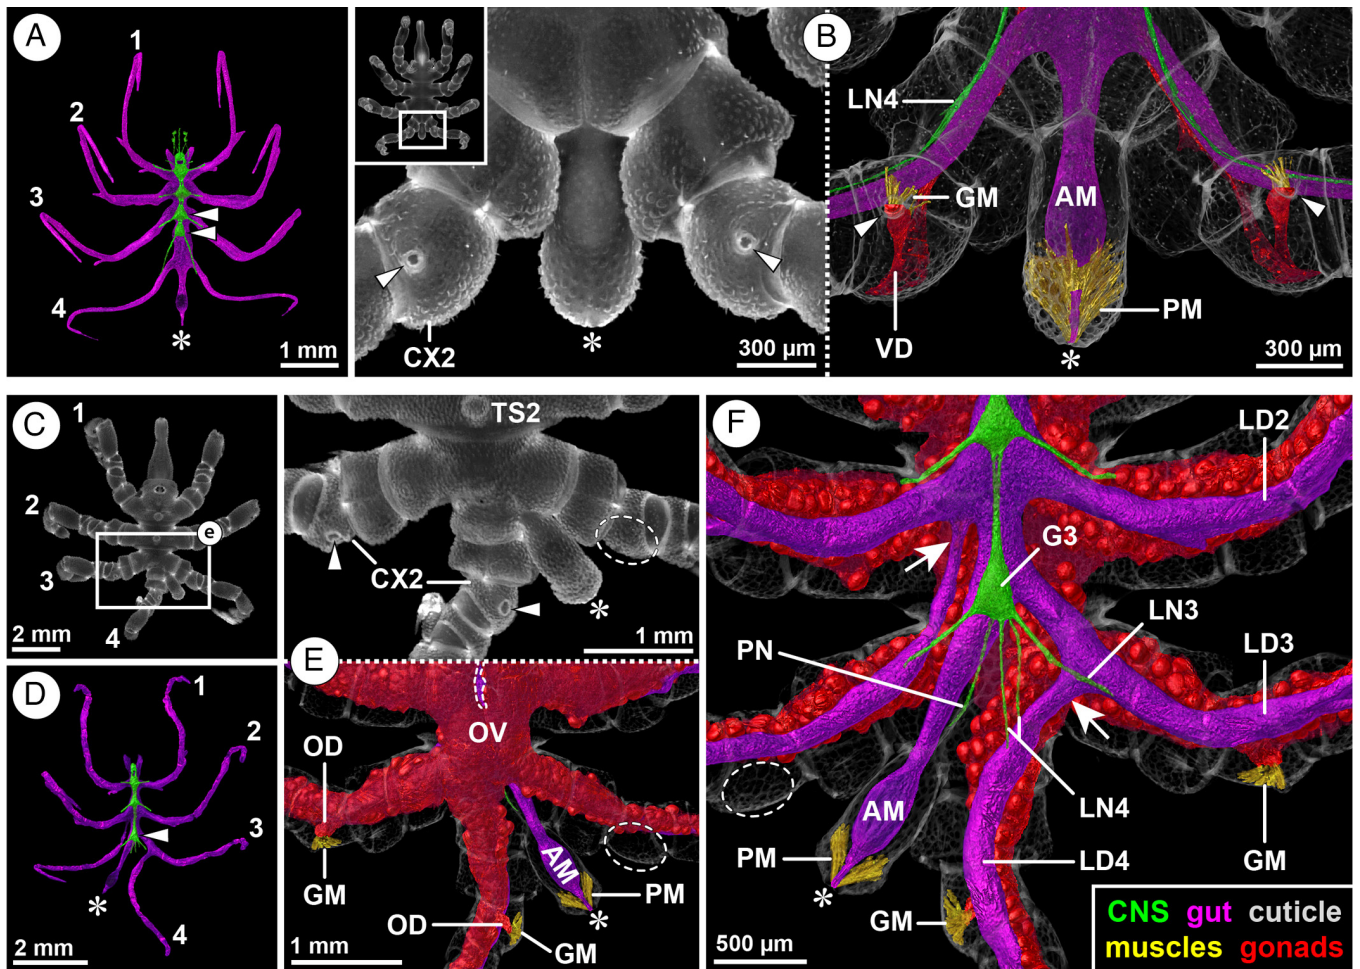 A
1
2
3
4
*
1 mm
CX2
*
300 µm
B
LN4
GM
AM
PM
VD
*
300 µm
C
1
2
3
4
e
2 mm
TS2
CX2
*
1 mm
D
1
2
3
4
*
2 mm
E
OV
OD
GM
AM
PM
*
OD
GM
1 mm
F
LD2
G3
LN3
PN
LD3
AM
LN4
PM
*
LD4
GM
GM
500 µm
CNS gut cuticle
muscles gonads